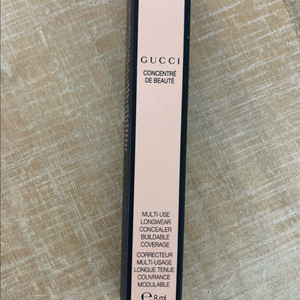 GUCCI
CONCENTRÉ
DE BEAUTÉ
MULTI-USE
LONGWEAR
CONCEALER
BUILDABLE
COVERAGE
CORRECTEUR
MULTI-USAGE
LONGUE TENUE
COUVRANCE
MODULABLE
℮ 8 ml